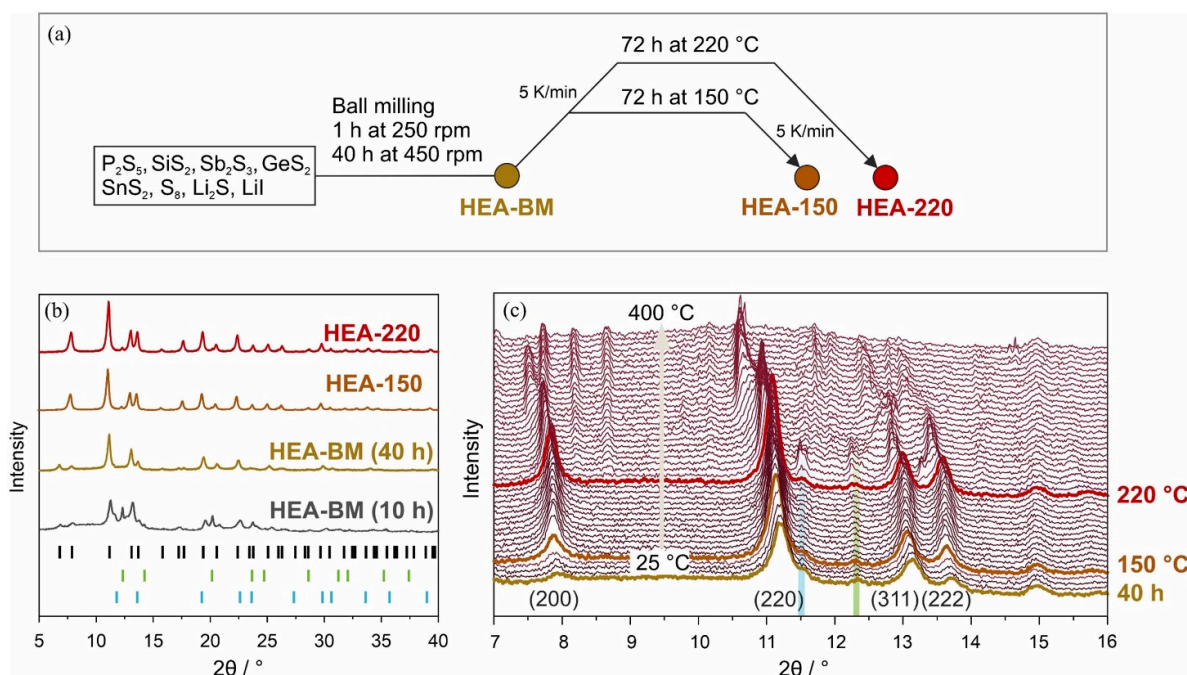 (a)
72 h at 220 °C
5 K/min
72 h at 150 °C
Ball milling
1 h at 250 rpm
40 h at 450 rpm
5 K/min
P₂S₅, SiS₂, Sb₂S₃, GeS₂
SnS₂, S₈, Li₂S, LiI
HEA-BM
HEA-150
HEA-220
(b)
HEA-220
HEA-150
HEA-BM (40 h)
HEA-BM (10 h)
Intensity
5 10 15 20 25 30 35 40
2θ / °
(c)
400 °C
25 °C
220 °C
150 °C
40 h
(200) (220) (311) (222)
Intensity
7 8 9 10 11 12 13 14 15 16
2θ / °